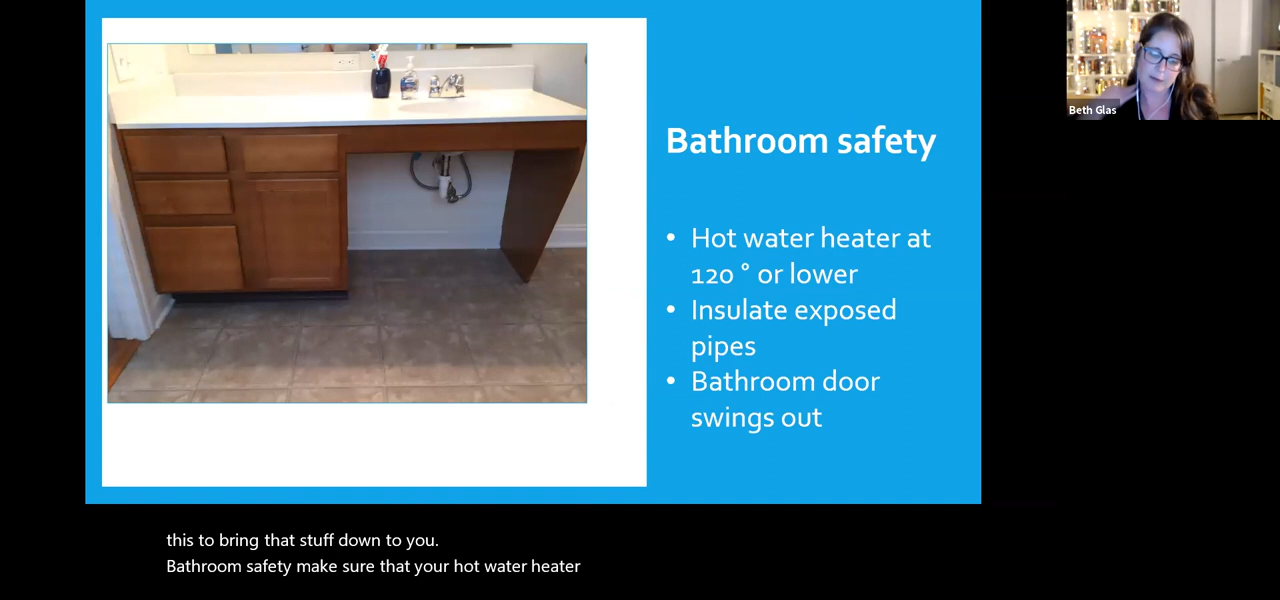 Bathroom safety
• Hot water heater at
120 ° or lower
• Insulate exposed
pipes
• Bathroom door
swings out
Beth Glas
this to bring that stuff down to you.
Bathroom safety make sure that your hot water heater